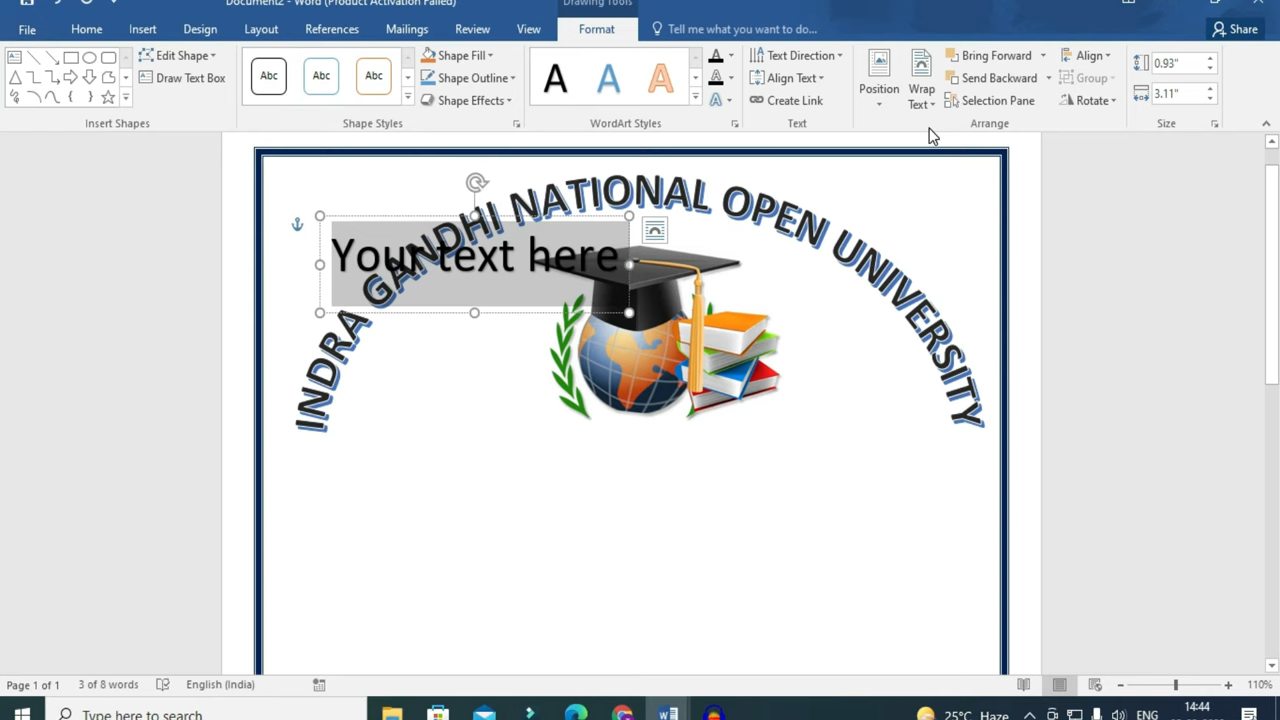 Document2 - Word (Product Activation Failed)
Drawing Tools
File Home Insert Design Layout References Mailings Review View Format Tell me what you want to do... Share
Edit Shape
Draw Text Box
Insert Shapes
Abc Abc Abc
Shape Fill
Shape Outline
Shape Effects
Shape Styles
A A A
WordArt Styles
Text Direction
Align Text
Create Link
Text
Position
Wrap Text
Bring Forward
Send Backward
Selection Pane
Align
Group
Rotate
Arrange
0.93"
3.11"
Size
INDRA GANDHI NATIONAL OPEN UNIVERSITY
Your text here
Page 1 of 1 3 of 8 words English (India) 110%
Type here to search
25°C Haze
ENG
14:44